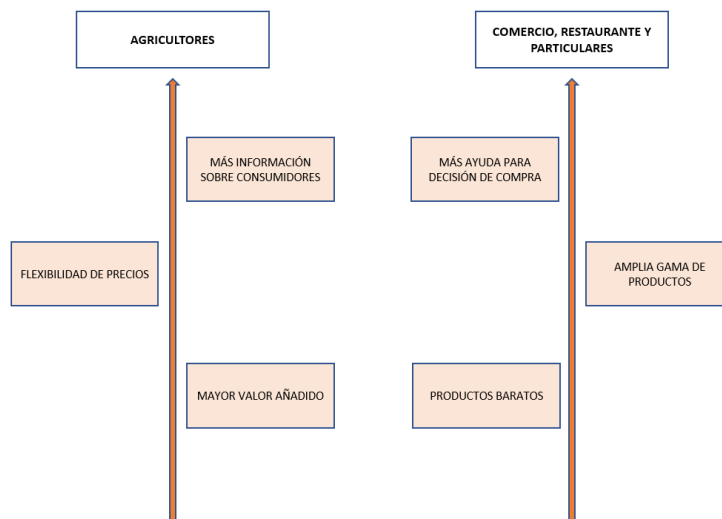 AGRICULTORES
COMERCIO, RESTAURANTE Y
PARTICULARES
MÁS INFORMACIÓN
SOBRE CONSUMIDORES
MÁS AYUDA PARA
DECISIÓN DE COMPRA
FLEXIBILIDAD DE PRECIOS
AMPLIA GAMA DE
PRODUCTOS
MAYOR VALOR AÑADIDO
PRODUCTOS BARATOS